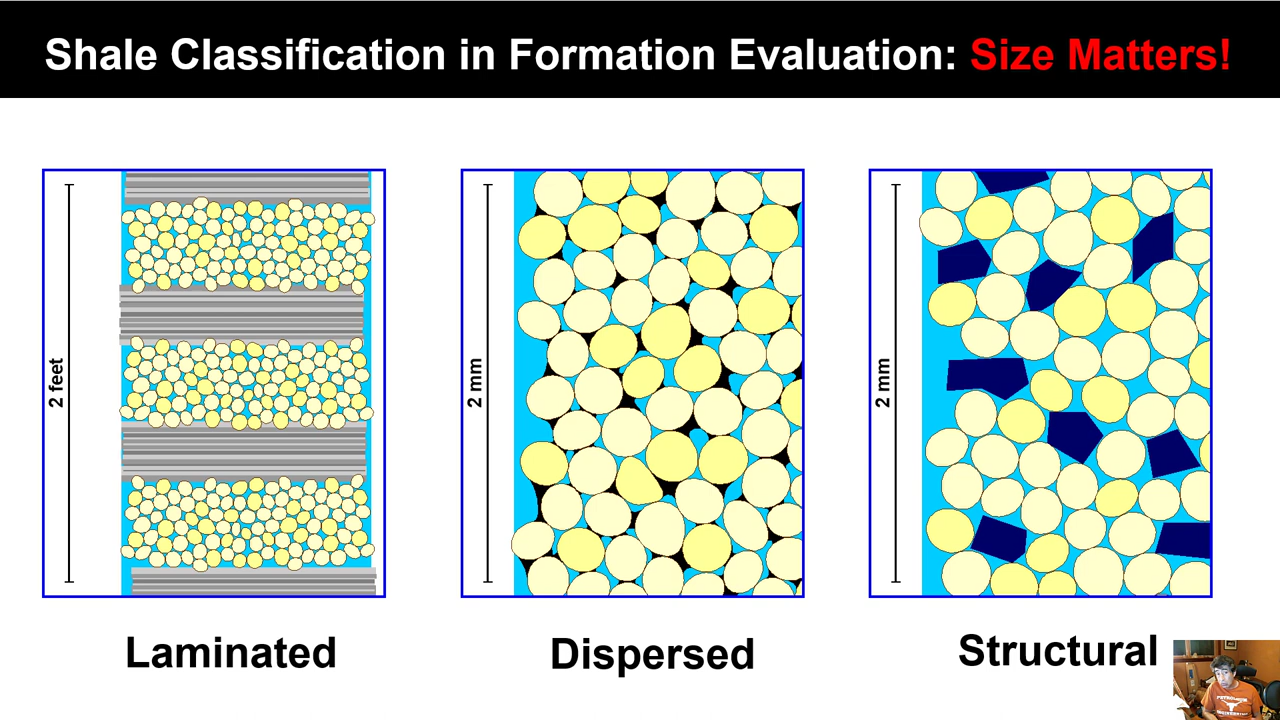 Shale Classification in Formation Evaluation: Size Matters!
2 feet
2 mm
2 mm
Laminated
Dispersed
Structural